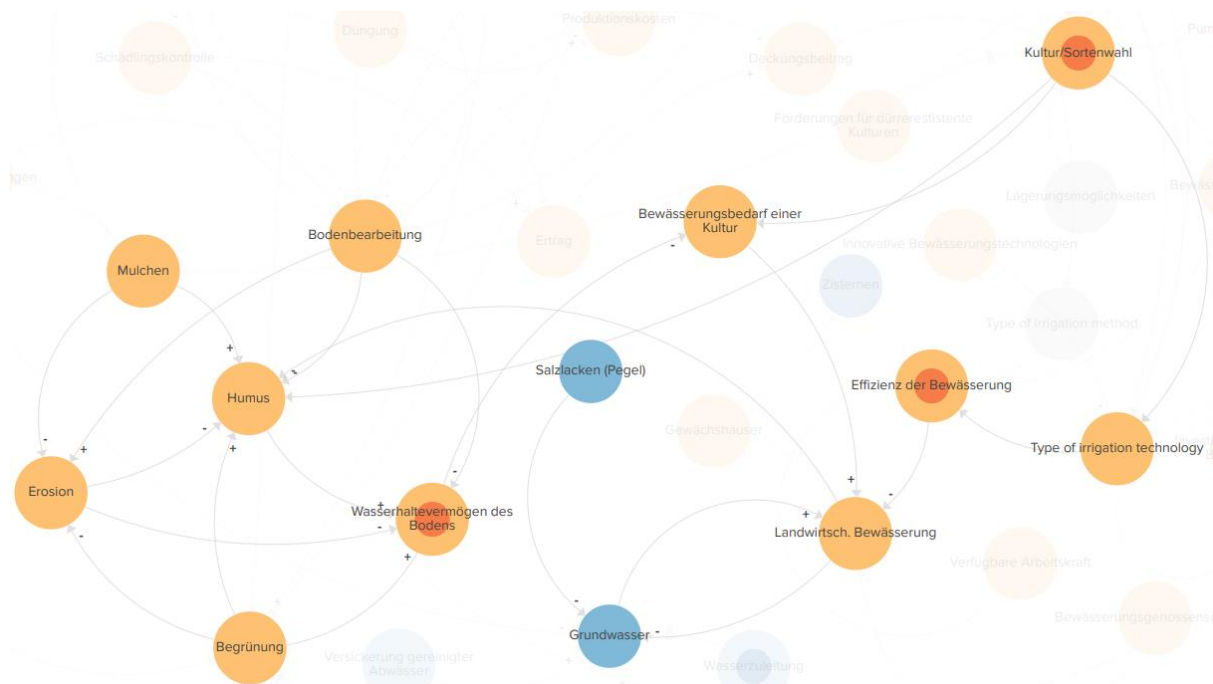 Produktionskosten
Düngung
Schädlingskontrolle
Deckungsbeitrag
Kultur/Sortenwahl
Förderungen für dürrerestistente
Kulturen
Lagerungsmöglichkeiten
Bewässerungsbedarf einer
Kultur
Bodenbearbeitung
Ertrag
Innovative Bewässerungstechnologien
-
Mulchen
Zisternen
Type of irrigation method
+
-
Salzlacken (Pegel)
Effizienz der Bewässerung
Humus
Gewächshäuser
-
+
-
+
-
Type of irrigation technology
+
-
Erosion
+
Wasserhaltevermögen des
-
Bodens
+
Landwirtsch. Bewässerung
-
+
Verfügbare Arbeitskraft
-
Grundwasser
-
Begrünung
Versickerung gereinigter
Abwässer
Wasserzuleitung